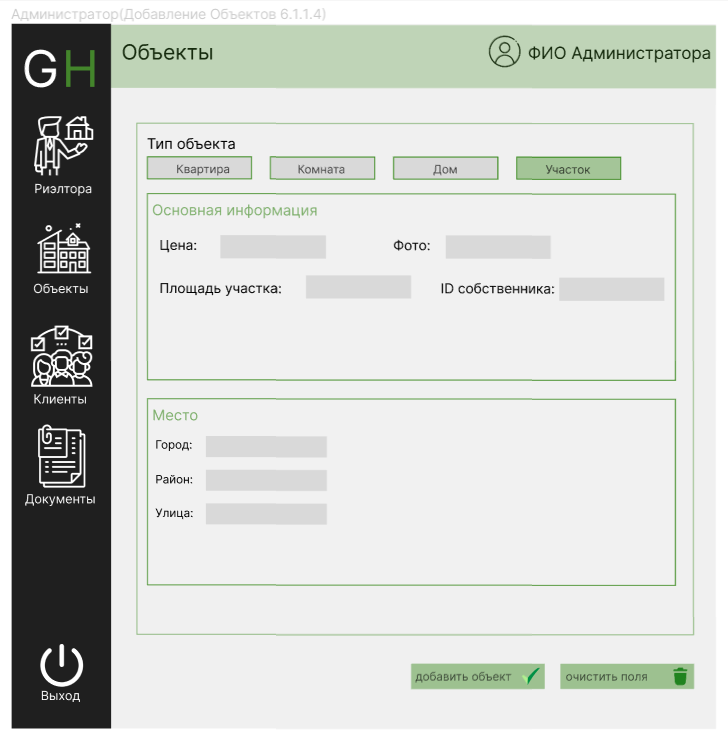 Администратор(Добавление Объектов 6.1.1.4)
GH
Объекты
ФИО Администратора
Риэлтора
Объекты
Клиенты
Документы
Выход
Тип объекта
Квартира Комната Дом Участок
Основная информация
Цена: Фото:
Площадь участка: ID собственника:
Место
Город:
Район:
Улица:
добавить объект очистить поля